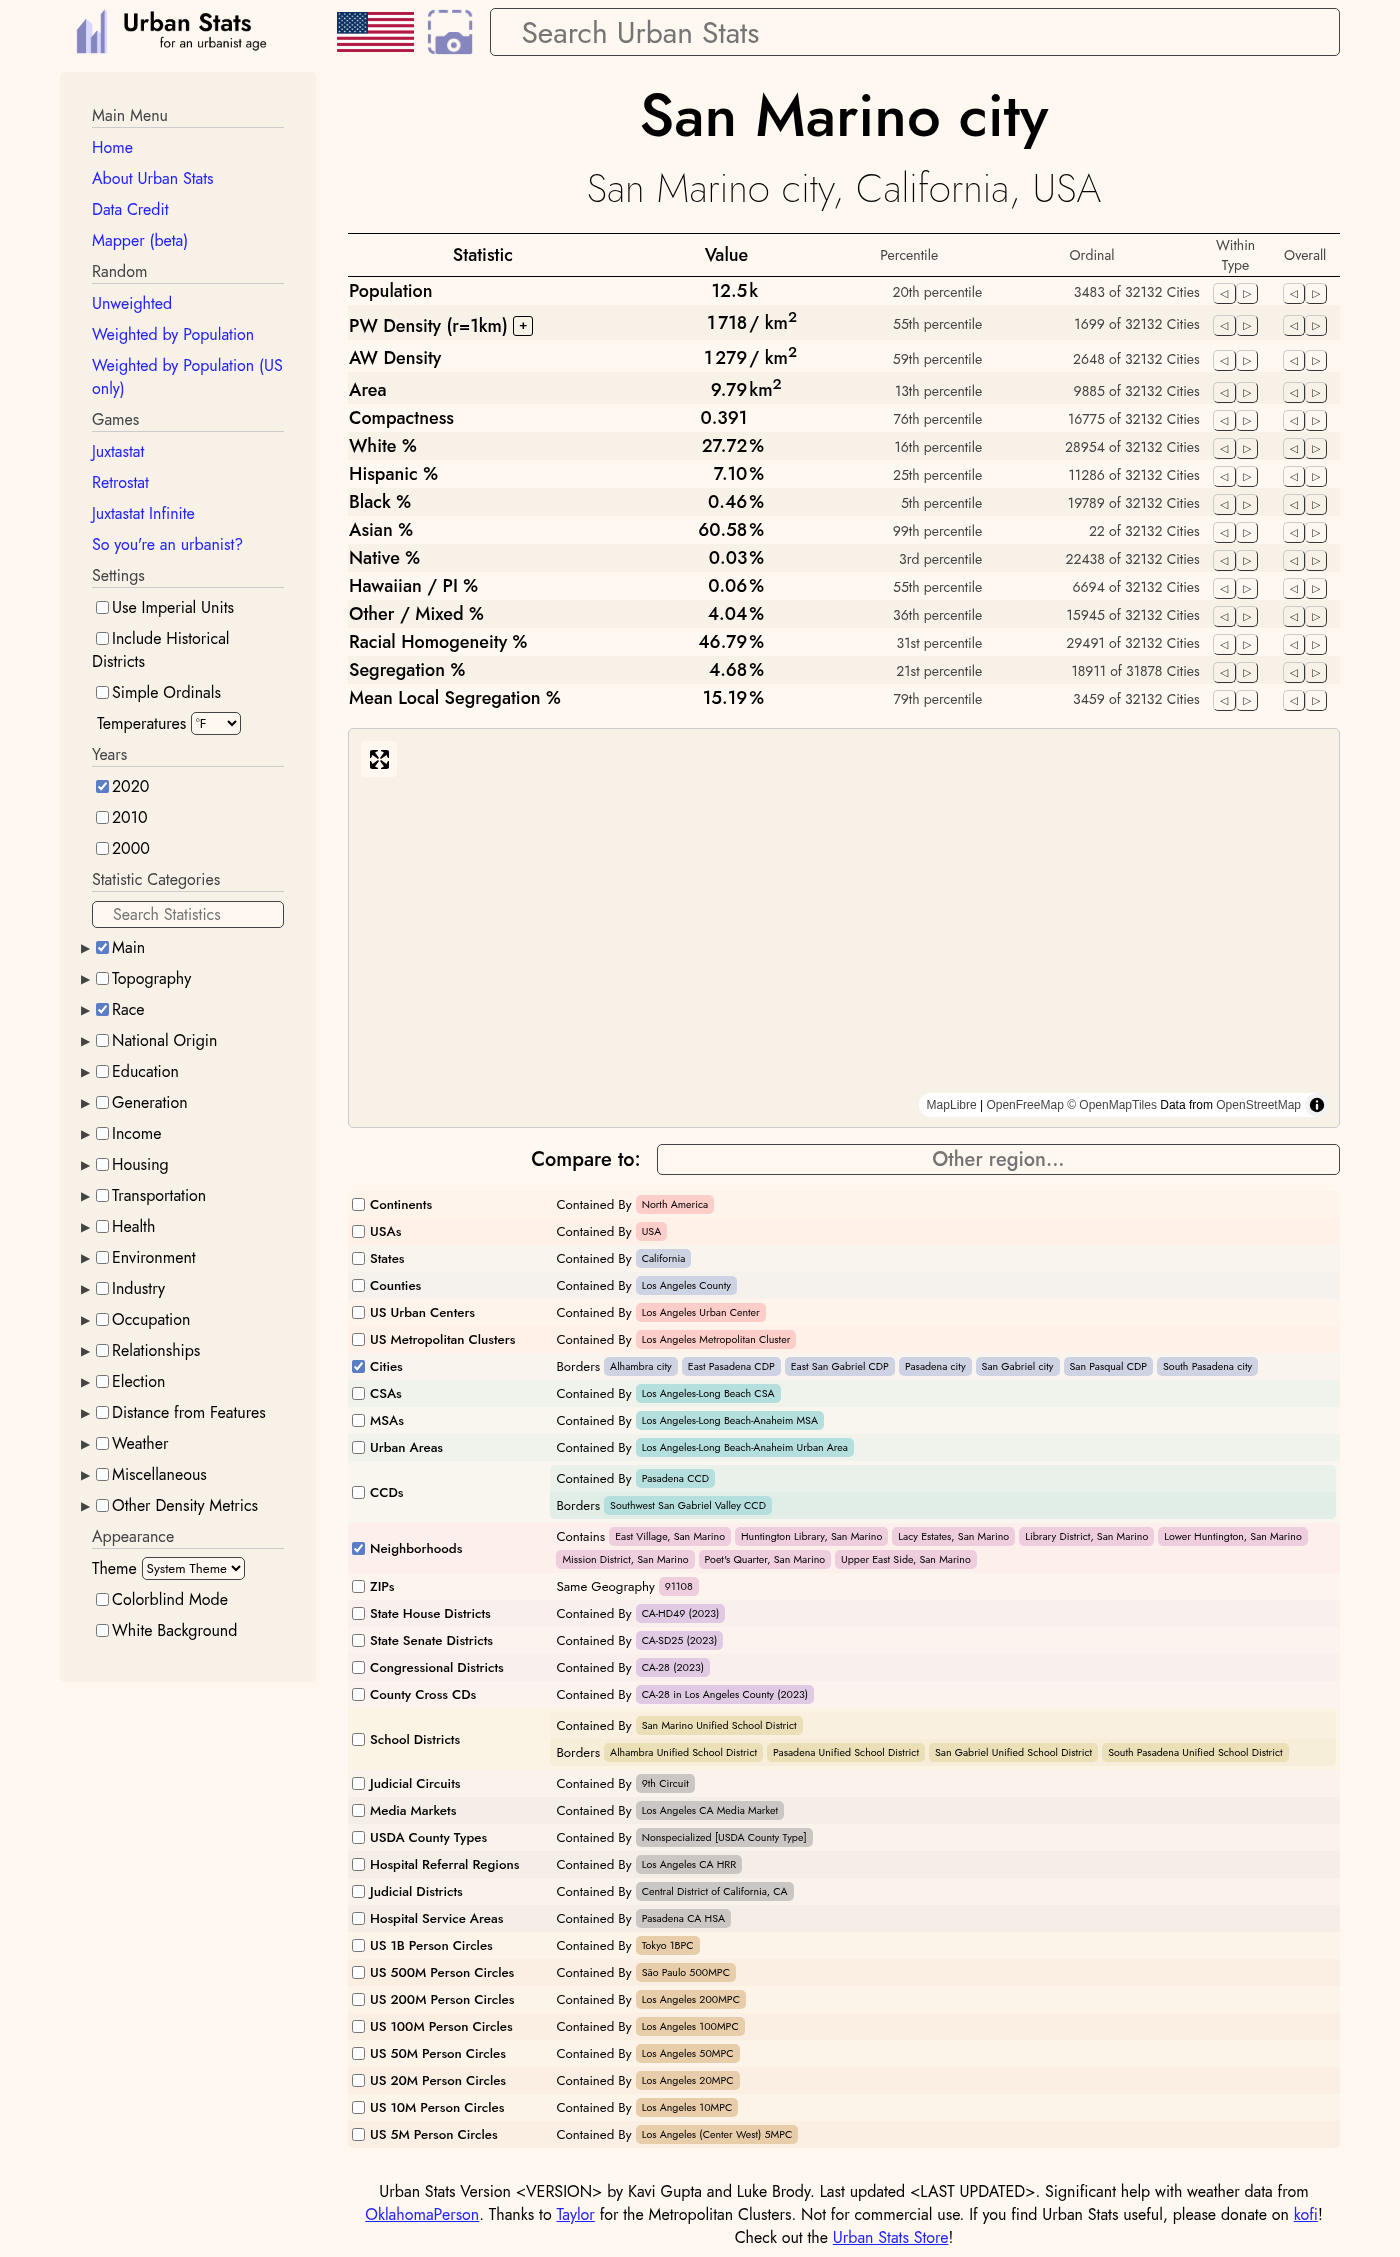 Urban Stats
for an urbanist age
Search Urban Stats
Main Menu
Home
About Urban Stats
Data Credit
Mapper (beta)
Random
Unweighted
Weighted by Population
Weighted by Population (US
only)
Games
Juxtastat
Retrostat
Juxtastat Infinite
So you're an urbanist?
Settings
Use Imperial Units
Include Historical
Districts
Simple Ordinals
Temperatures °F
Years
2020
2010
2000
Statistic Categories
Search Statistics
Main
Topography
Race
National Origin
Education
Generation
Income
Housing
Transportation
Health
Environment
Industry
Occupation
Relationships
Election
Distance from Features
Weather
Miscellaneous
Other Density Metrics
Appearance
Theme System Theme
Colorblind Mode
White Background
San Marino city
San Marino city, California, USA
Statistic Value Percentile Ordinal Within Type Overall
Population 12.5 k 20th percentile 3483 of 32132 Cities
PW Density (r=1km) + 1 718 / km2 55th percentile 1699 of 32132 Cities
AW Density 1 279 / km2 59th percentile 2648 of 32132 Cities
Area 9.79 km2 13th percentile 9885 of 32132 Cities
Compactness 0.391 76th percentile 16775 of 32132 Cities
White % 27.72 % 16th percentile 28954 of 32132 Cities
Hispanic % 7.10 % 25th percentile 11286 of 32132 Cities
Black % 0.46 % 5th percentile 19789 of 32132 Cities
Asian % 60.58 % 99th percentile 22 of 32132 Cities
Native % 0.03 % 3rd percentile 22438 of 32132 Cities
Hawaiian / PI % 0.06 % 55th percentile 6694 of 32132 Cities
Other / Mixed % 4.04 % 36th percentile 15945 of 32132 Cities
Racial Homogeneity % 46.79 % 31st percentile 29491 of 32132 Cities
Segregation % 4.68 % 21st percentile 18911 of 31878 Cities
Mean Local Segregation % 15.19 % 79th percentile 3459 of 32132 Cities
MapLibre | OpenFreeMap © OpenMapTiles Data from OpenStreetMap
Compare to: Other region...
Continents Contained By North America
USAs Contained By USA
States Contained By California
Counties Contained By Los Angeles County
US Urban Centers Contained By Los Angeles Urban Center
US Metropolitan Clusters Contained By Los Angeles Metropolitan Cluster
Cities Borders Alhambra city East Pasadena CDP East San Gabriel CDP Pasadena city San Gabriel city San Pasqual CDP South Pasadena city
CSAs Contained By Los Angeles-Long Beach CSA
MSAs Contained By Los Angeles-Long Beach-Anaheim MSA
Urban Areas Contained By Los Angeles-Long Beach-Anaheim Urban Area
CCDs Contained By Pasadena CCD
Borders Southwest San Gabriel Valley CCD
Neighborhoods Contains East Village, San Marino Huntington Library, San Marino Lacy Estates, San Marino Library District, San Marino Lower Huntington, San Marino
Mission District, San Marino Poet's Quarter, San Marino Upper East Side, San Marino
ZIPs Same Geography 91108
State House Districts Contained By CA-HD49 (2023)
State Senate Districts Contained By CA-SD25 (2023)
Congressional Districts Contained By CA-28 (2023)
County Cross CDs Contained By CA-28 in Los Angeles County (2023)
School Districts Contained By San Marino Unified School District
Borders Alhambra Unified School District Pasadena Unified School District San Gabriel Unified School District South Pasadena Unified School District
Judicial Circuits Contained By 9th Circuit
Media Markets Contained By Los Angeles CA Media Market
USDA County Types Contained By Nonspecialized [USDA County Type]
Hospital Referral Regions Contained By Los Angeles CA HRR
Judicial Districts Contained By Central District of California, CA
Hospital Service Areas Contained By Pasadena CA HSA
US 1B Person Circles Contained By Tokyo 1BPC
US 500M Person Circles Contained By São Paulo 500MPC
US 200M Person Circles Contained By Los Angeles 200MPC
US 100M Person Circles Contained By Los Angeles 100MPC
US 50M Person Circles Contained By Los Angeles 50MPC
US 20M Person Circles Contained By Los Angeles 20MPC
US 10M Person Circles Contained By Los Angeles 10MPC
US 5M Person Circles Contained By Los Angeles (Center West) 5MPC
Urban Stats Version <VERSION> by Kavi Gupta and Luke Brody. Last updated <LAST UPDATED>. Significant help with weather data from
OklahomaPerson. Thanks to Taylor for the Metropolitan Clusters. Not for commercial use. If you find Urban Stats useful, please donate on kofi!
Check out the Urban Stats Store!